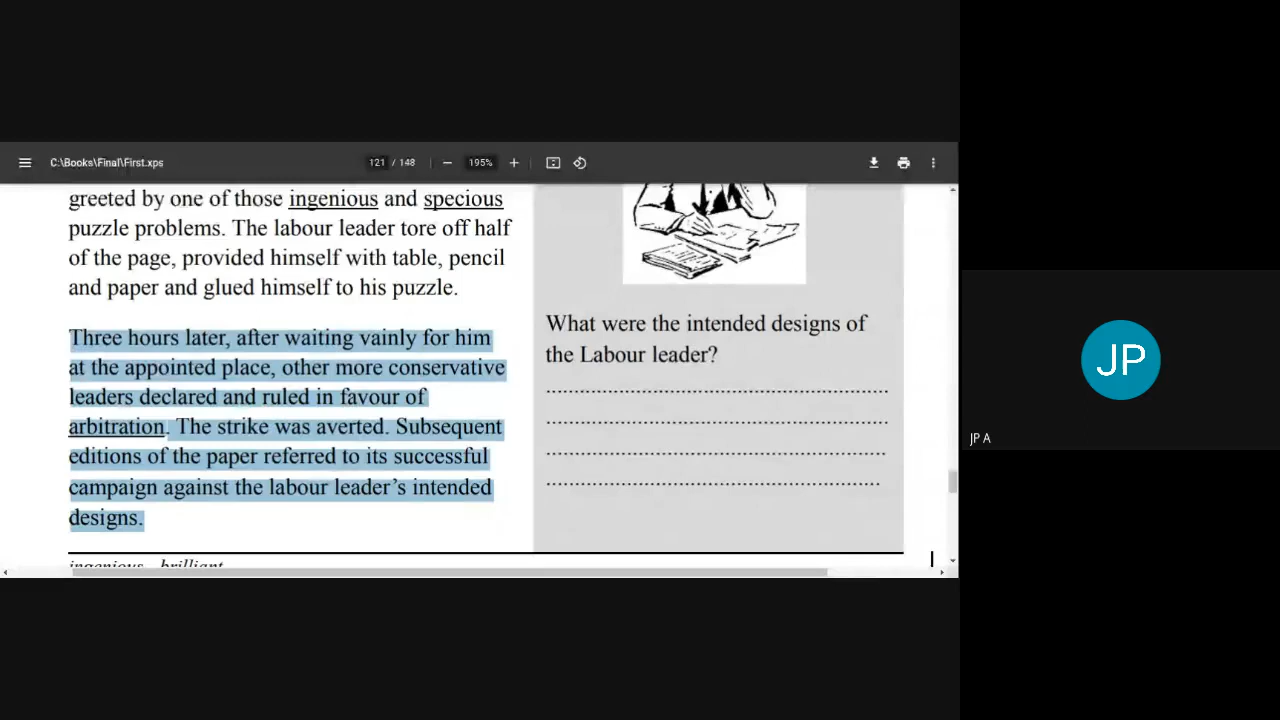 C:\Books\Final\First.xps
121 / 148
195%
greeted by one of those ingenious and specious
puzzle problems. The labour leader tore off half
of the page, provided himself with table, pencil
and paper and glued himself to his puzzle.
Three hours later, after waiting vainly for him
at the appointed place, other more conservative
leaders declared and ruled in favour of
arbitration. The strike was averted. Subsequent
editions of the paper referred to its successful
campaign against the labour leader’s intended
designs.
ingenious - brilliant
What were the intended designs of
the Labour leader?
JP
JP A